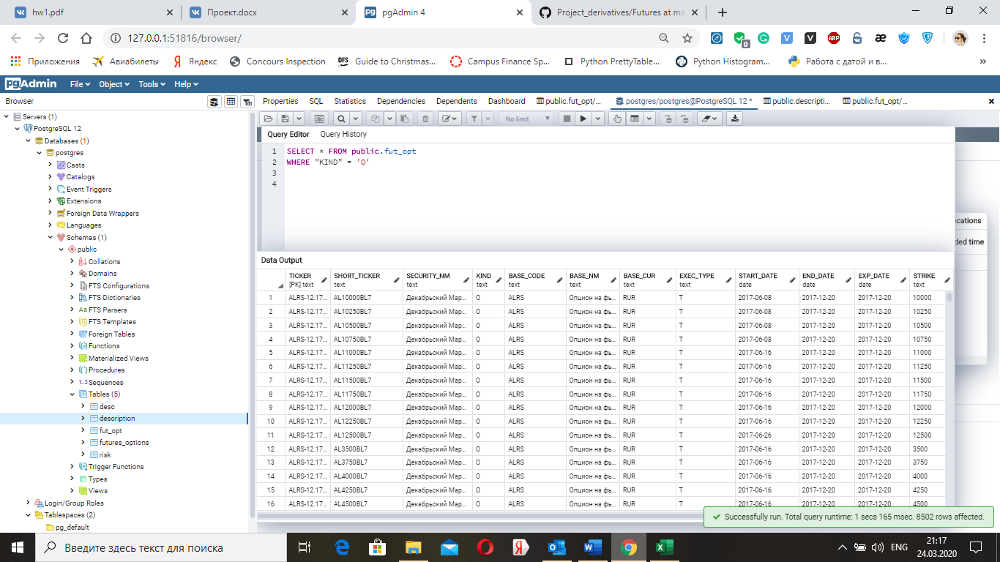 hw1.pdf
Проект.docx
pgAdmin 4
Project_derivatives/Futures at ma
127.0.0.1:51816/browser/
Приложения
Авиабилеты
Яндекс
Concours Inspection
DFS Guide to Christmas...
Campus Finance Sp...
Python PrettyTable...
Python Histogram...
Работа с датой и в...
pgAdmin File Object Tools Help
Browser
Properties SQL Statistics Dependencies Dependents Dashboard public.fut_opt/... postgres/postgres@PostgreSQL 12 * public.descripti... public.fut_opt/...
No limit
Servers (1)
PostgreSQL 12
Databases (1)
postgres
Casts
Catalogs
Event Triggers
Extensions
Foreign Data Wrappers
Languages
Schemas (1)
public
Collations
Domains
FTS Configurations
FTS Dictionaries
FTS Parsers
FTS Templates
Foreign Tables
Functions
Materialized Views
Procedures
Sequences
Tables (5)
desc
description
fut_opt
futures_options
risk
Trigger Functions
Types
Views
Login/Group Roles
Tablespaces (2)
pg_default
Query Editor Query History
1 SELECT * FROM public.fut_opt
2 WHERE "KIND" = 'O'
3
4
cations
ded time
Data Output
TICKER SHORT_TICKER SECURITY_NM KIND BASE_CODE BASE_NM BASE_CUR EXEC_TYPE START_DATE END_DATE EXP_DATE STRIKE
[PK] text text text text text text text text date date date text
1 ALRS-12.17... AL10000BL7 Декабрьский Мар... O ALRS Опцион на фь... RUR T 2017-06-08 2017-12-20 2017-12-20 10000
2 ALRS-12.17... AL10250BL7 Декабрьский Мар... O ALRS Опцион на фь... RUR T 2017-06-08 2017-12-20 2017-12-20 10250
3 ALRS-12.17... AL10500BL7 Декабрьский Мар... O ALRS Опцион на фь... RUR T 2017-06-08 2017-12-20 2017-12-20 10500
4 ALRS-12.17... AL10750BL7 Декабрьский Мар... O ALRS Опцион на фь... RUR T 2017-06-08 2017-12-20 2017-12-20 10750
5 ALRS-12.17... AL11000BL7 Декабрьский Мар... O ALRS Опцион на фь... RUR T 2017-06-16 2017-12-20 2017-12-20 11000
6 ALRS-12.17... AL11250BL7 Декабрьский Мар... O ALRS Опцион на фь... RUR T 2017-06-16 2017-12-20 2017-12-20 11250
7 ALRS-12.17... AL11500BL7 Декабрьский Мар... O ALRS Опцион на фь... RUR T 2017-06-16 2017-12-20 2017-12-20 11500
8 ALRS-12.17... AL11750BL7 Декабрьский Мар... O ALRS Опцион на фь... RUR T 2017-06-16 2017-12-20 2017-12-20 11750
9 ALRS-12.17... AL12000BL7 Декабрьский Мар... O ALRS Опцион на фь... RUR T 2017-06-16 2017-12-20 2017-12-20 12000
10 ALRS-12.17... AL12250BL7 Декабрьский Мар... O ALRS Опцион на фь... RUR T 2017-06-16 2017-12-20 2017-12-20 12250
11 ALRS-12.17... AL12500BL7 Декабрьский Мар... O ALRS Опцион на фь... RUR T 2017-06-26 2017-12-20 2017-12-20 12500
12 ALRS-12.17... AL3500BL7 Декабрьский Мар... O ALRS Опцион на фь... RUR T 2017-06-16 2017-12-20 2017-12-20 3500
13 ALRS-12.17... AL3750BL7 Декабрьский Мар... O ALRS Опцион на фь... RUR T 2017-06-16 2017-12-20 2017-12-20 3750
14 ALRS-12.17... AL4000BL7 Декабрьский Мар... O ALRS Опцион на фь... RUR T 2017-06-16 2017-12-20 2017-12-20 4000
15 ALRS-12.17... AL4250BL7 Декабрьский Мар... O ALRS Опцион на фь... RUR T 2017-06-16 2017-12-20 2017-12-20 4250
16 ALRS-12.17... AL4500BL7 Декабрьский Мар... O ALRS Опцион на фь... RUR T 2017-06-16 2017-12-20 2017-12-20 4500
Successfully run. Total query runtime: 1 secs 165 msec. 8502 rows affected.
Введите здесь текст для поиска
ENG
21:17
24.03.2020